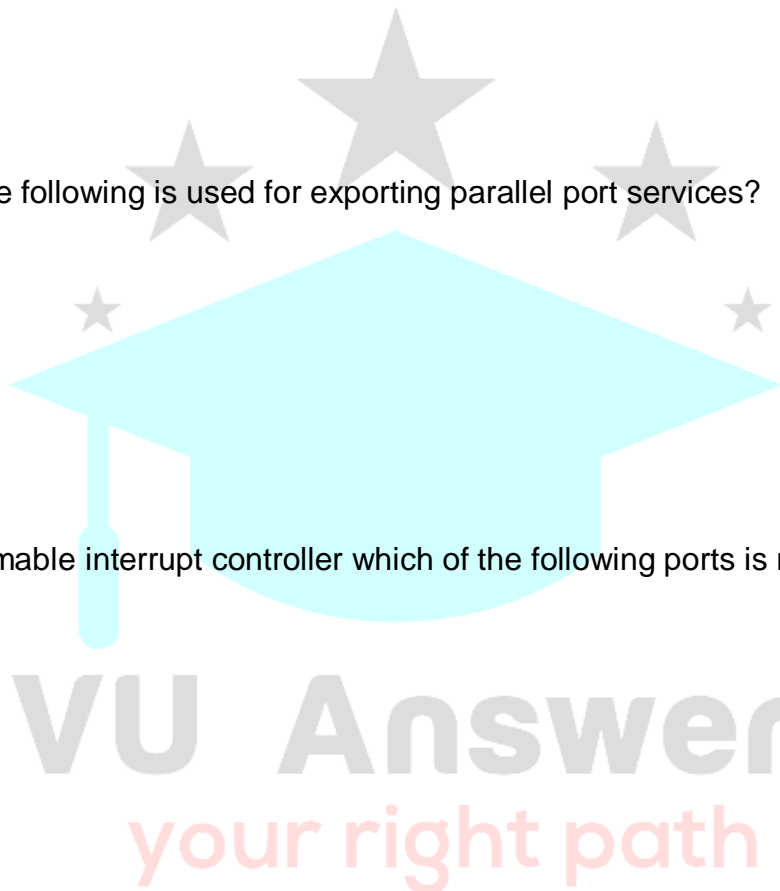 e following is used for exporting parallel port services?
mable interrupt controller which of the following ports is
VU Answer
your right path